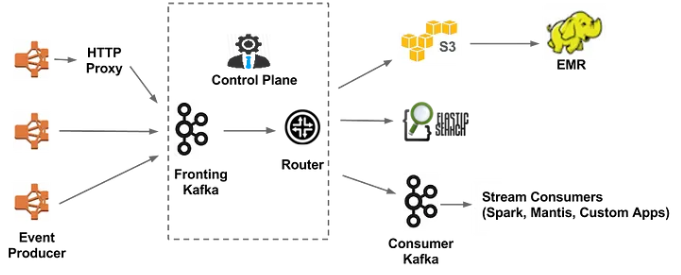 HTTP
Proxy
Control Plane
S3
EMR
Elastic
Search
Fronting
Kafka
Router
Stream Consumers
(Spark, Mantis, Custom Apps)
Event
Producer
Consumer
Kafka